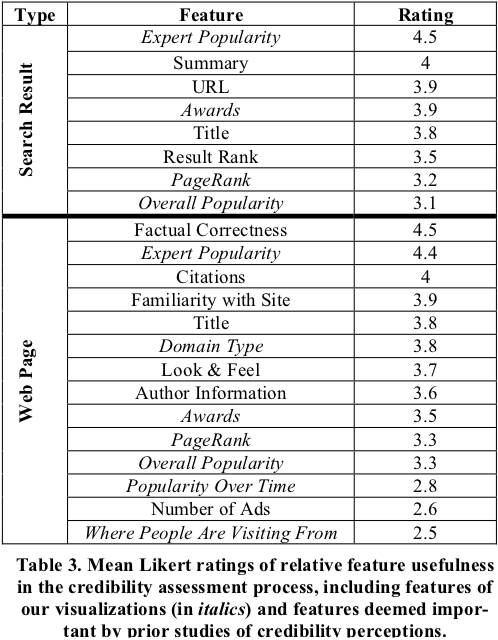 Type Feature Rating
Search Result
Expert Popularity 4.5
Summary 4
URL 3.9
Awards 3.9
Title 3.8
Result Rank 3.5
PageRank 3.2
Overall Popularity 3.1
Web Page
Factual Correctness 4.5
Expert Popularity 4.4
Citations 4
Familiarity with Site 3.9
Title 3.8
Domain Type 3.8
Look & Feel 3.7
Author Information 3.6
Awards 3.5
PageRank 3.3
Overall Popularity 3.3
Popularity Over Time 2.8
Number of Ads 2.6
Where People Are Visiting From 2.5
Table 3. Mean Likert ratings of relative feature usefulness
in the credibility assessment process, including features of
our visualizations (in italics) and features deemed impor-
tant by prior studies of credibility perceptions.